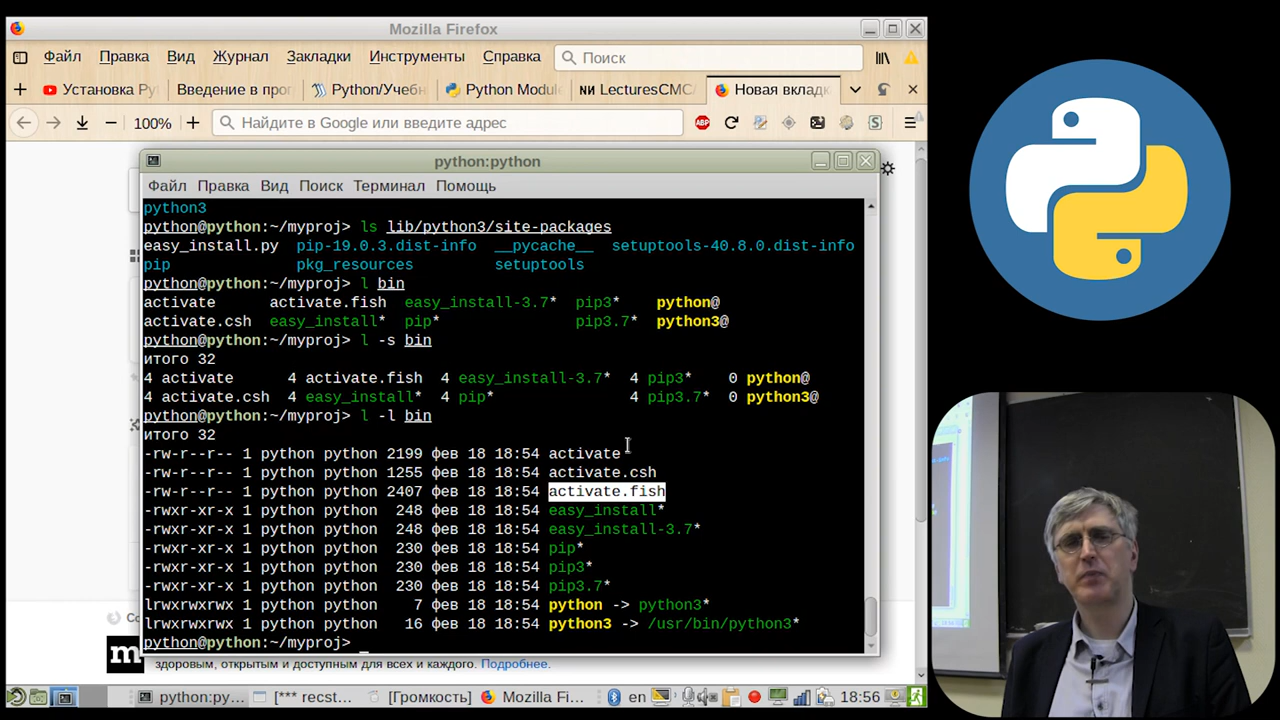 Mozilla Firefox
Файл Правка Вид Журнал Закладки Инструменты Справка Поиск
Установка Py Введение в прог Python/Учебн Python Modul LecturesCMC/ Новая вкладка
100% Найдите в Google или введите адрес
python:python
Файл Правка Вид Поиск Терминал Помощь
python3
python@python:~/myproj> ls lib/python3/site-packages
easy_install.py pip-19.0.3.dist-info __pycache__ setuptools-40.8.0.dist-info
pip pkg_resources setuptools
python@python:~/myproj> l bin
activate activate.fish easy_install-3.7* pip3* python@
activate.csh easy_install* pip* pip3.7* python3@
python@python:~/myproj> l -s bin
итого 32
4 activate 4 activate.fish 4 easy_install-3.7* 4 pip3* 0 python@
4 activate.csh 4 easy_install* 4 pip* 4 pip3.7* 0 python3@
python@python:~/myproj> l -l bin
итого 32
-rw-r--r-- 1 python python 2199 фев 18 18:54 activate
-rw-r--r-- 1 python python 1255 фев 18 18:54 activate.csh
-rw-r--r-- 1 python python 2407 фев 18 18:54 activate.fish
-rwxr-xr-x 1 python python 248 фев 18 18:54 easy_install*
-rwxr-xr-x 1 python python 248 фев 18 18:54 easy_install-3.7*
-rwxr-xr-x 1 python python 230 фев 18 18:54 pip*
-rwxr-xr-x 1 python python 230 фев 18 18:54 pip3*
-rwxr-xr-x 1 python python 230 фев 18 18:54 pip3.7*
lrwxrwxrwx 1 python python 7 фев 18 18:54 python -> python3*
lrwxrwxrwx 1 python python 16 фев 18 18:54 python3 -> /usr/bin/python3*
python@python:~/myproj>
здоровым, открытым и доступным для всех и каждого. Подробнее.
python:py... [*** recst... [Громкость] Mozilla Fi... en 18:56